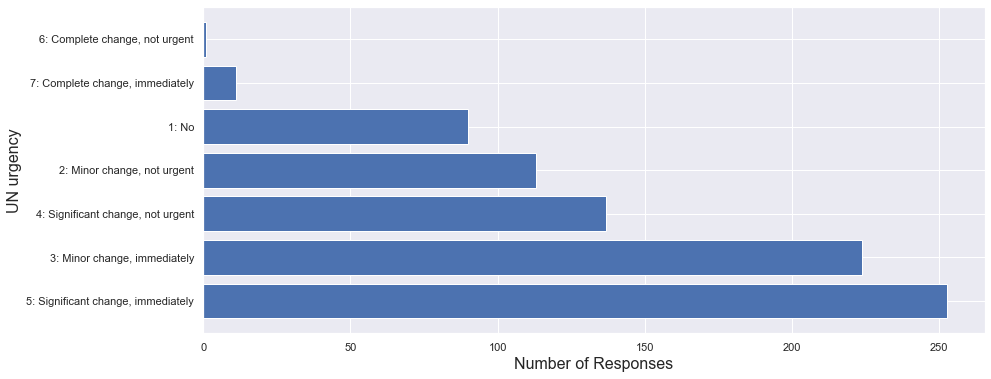 6: Complete change, not urgent
7: Complete change, immediately
1: No
2: Minor change, not urgent
4: Significant change, not urgent
3: Minor change, immediately
5: Significant change, immediately
UN urgency
0 50 100 150 200 250
Number of Responses